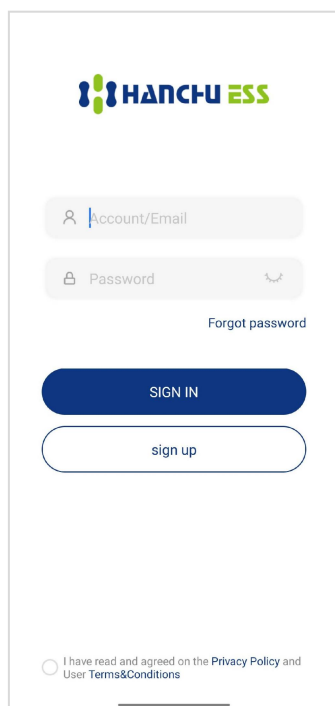 HANCHU ESS
Account/Email
Password
Forgot password
SIGN IN
sign up
I have read and agreed on the Privacy Policy and
User Terms&Conditions